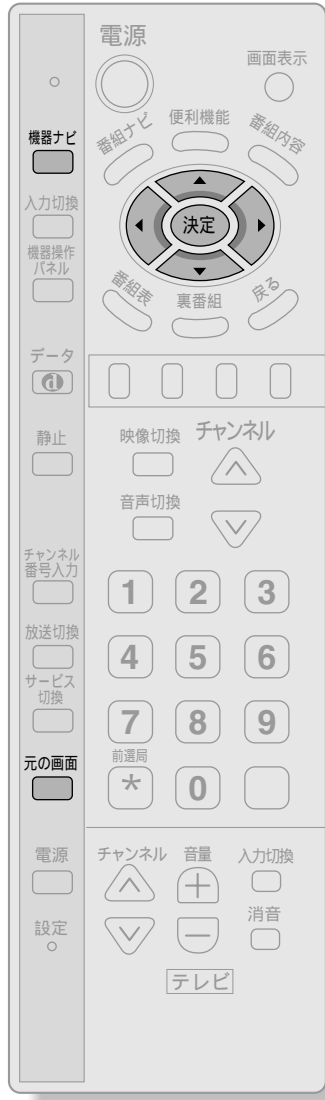 電源
画面表示
機器ナビ
番組ナビ
便利機能
番組内容
入力切換
機器操作
パネル
決定
番組表
裏番組
戻る
データ
d
静止
映像切換
チャンネル
音声切換
チャンネル
番号入力
1 2 3
放送切換
4 5 6
サービス
切換
7 8 9
元の画面
前選局
* 0
電源
チャンネル
音量
入力切換
設定
消音
テレビ